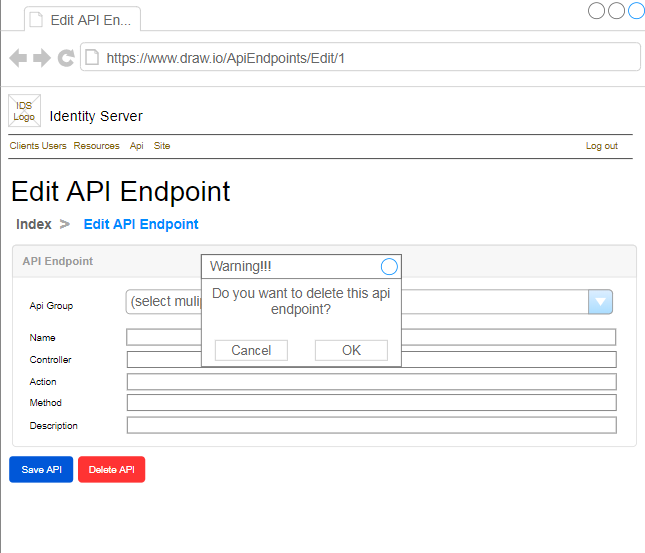 Edit API En...
https://www.draw.io/ApiEndpoints/Edit/1
IDS
Logo
Identity Server
Clients Users Resources Api Site Log out
Edit API Endpoint
Index > Edit API Endpoint
API Endpoint
Warning!!!
Do you want to delete this api
endpoint?
Cancel OK
Api Group
(select mulip
Name
Controller
Action
Method
Description
Save API Delete API